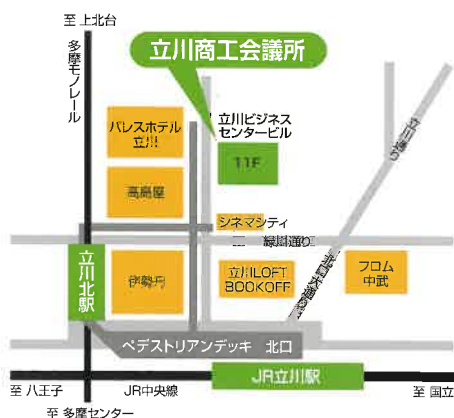 至 上北台
多摩モノレール
立川商工会議所
パレスホテル
立川
立川ビジネス
センタービル
11F
高島屋
立川通り
シネマシティ
緑川通り
立川北駅
伊勢丹
立川LOFT
BOOKOFF
北口大通り
フロム
中武
ペデストリアンデッキ 北口
JR立川駅
至 八王子
JR中央線
至 国立
至 多摩センター